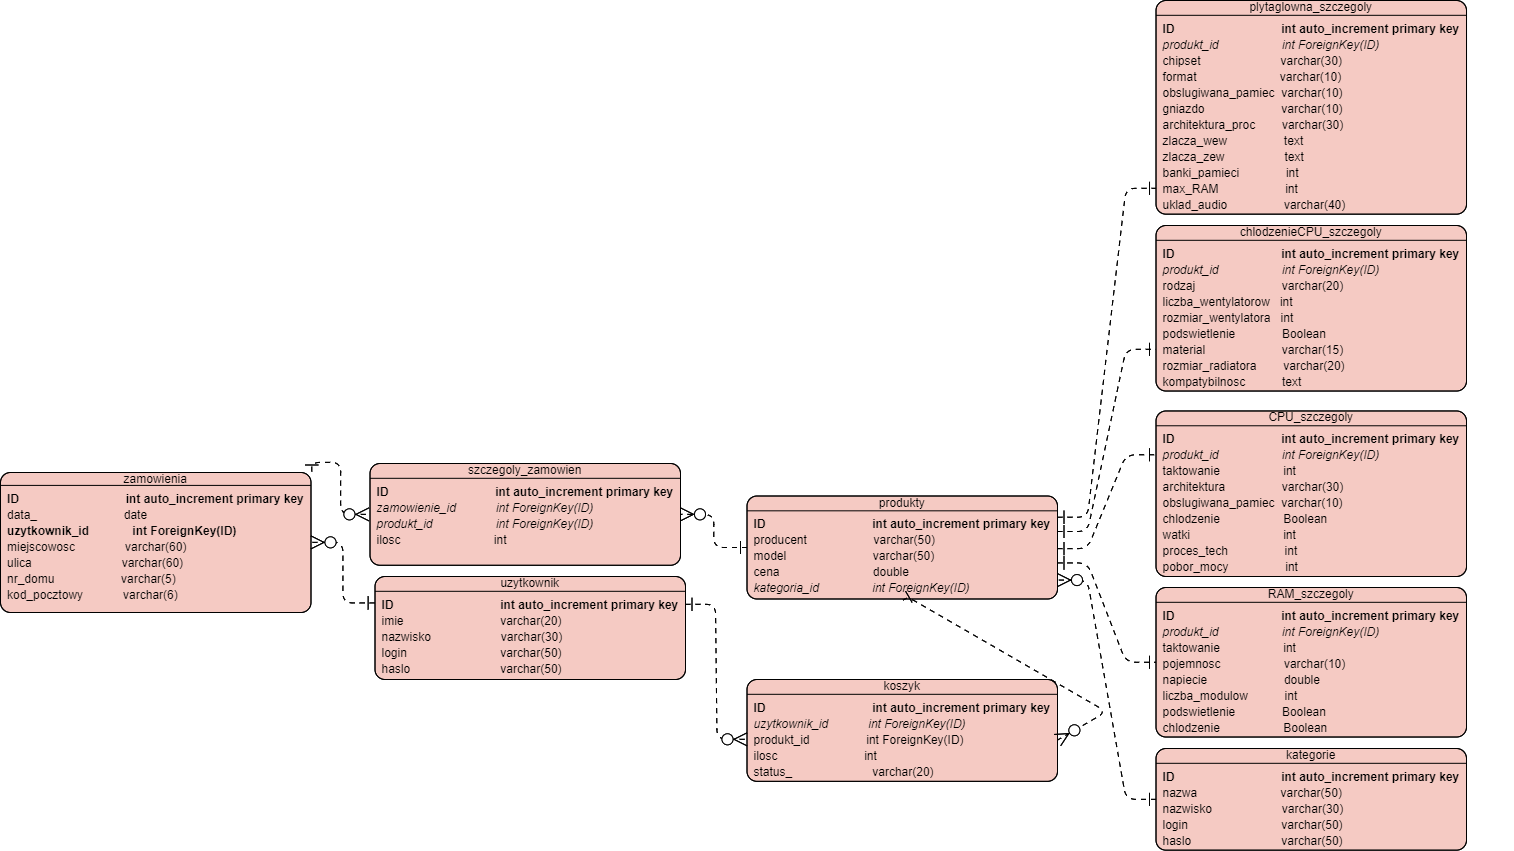 plytaglowna_szczegoly
ID int auto_increment primary key
produkt_id int ForeignKey(ID)
chipset varchar(30)
format varchar(10)
obslugiwana_pamiec varchar(10)
gniazdo varchar(10)
architektura_proc varchar(30)
zlacza_wew text
zlacza_zew text
banki_pamieci int
max_RAM int
uklad_audio varchar(40)
chlodzenieCPU_szczegoly
ID int auto_increment primary key
produkt_id int ForeignKey(ID)
rodzaj varchar(20)
liczba_wentylatorow int
rozmiar_wentylatora int
podswietlenie Boolean
material varchar(15)
rozmiar_radiatora varchar(20)
kompatybilnosc text
CPU_szczegoly
ID int auto_increment primary key
produkt_id int ForeignKey(ID)
taktowanie int
architektura varchar(30)
obslugiwana_pamiec varchar(10)
chlodzenie Boolean
watki int
proces_tech int
pobor_mocy int
zamowienia
ID int auto_increment primary key
data_ date
uzytkownik_id int ForeignKey(ID)
miejscowosc varchar(60)
ulica varchar(60)
nr_domu varchar(5)
kod_pocztowy varchar(6)
szczegoly_zamowien
ID int auto_increment primary key
zamowienie_id int ForeignKey(ID)
produkt_id int ForeignKey(ID)
ilosc int
uzytkownik
ID int auto_increment primary key
imie varchar(20)
nazwisko varchar(30)
login varchar(50)
haslo varchar(50)
produkty
ID int auto_increment primary key
producent varchar(50)
model varchar(50)
cena double
kategoria_id int ForeignKey(ID)
koszyk
ID int auto_increment primary key
uzytkownik_id int ForeignKey(ID)
produkt_id int ForeignKey(ID)
ilosc int
status_ varchar(20)
RAM_szczegoly
ID int auto_increment primary key
produkt_id int ForeignKey(ID)
taktowanie int
pojemnosc varchar(10)
napiecie double
liczba_modulow int
podswietlenie Boolean
chlodzenie Boolean
kategorie
ID int auto_increment primary key
nazwa varchar(50)
nazwisko varchar(30)
login varchar(50)
haslo varchar(50)